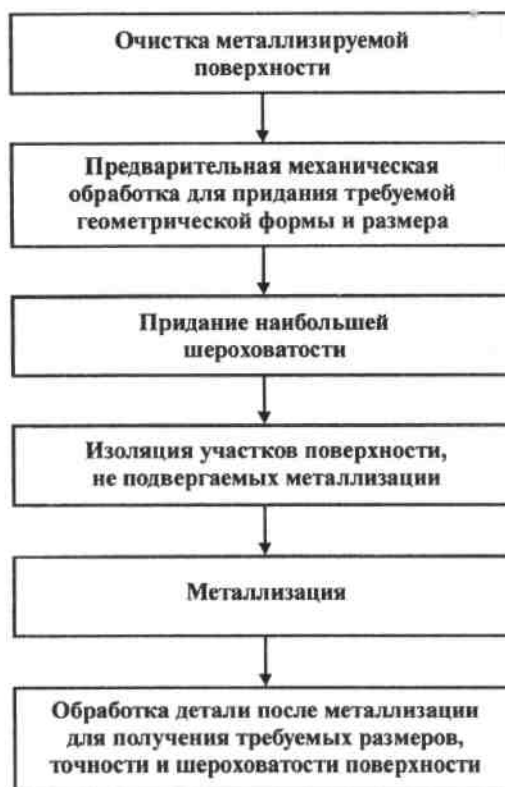 Очистка металлизируемой
поверхности
Предварительная механическая
обработка для придания требуемой
геометрической формы и размера
Придание наибольшей
шероховатости
Изоляция участков поверхности,
не подвергаемых металлизации
Металлизация
Обработка детали после металлизации
для получения требуемых размеров,
точности и шероховатости поверхности